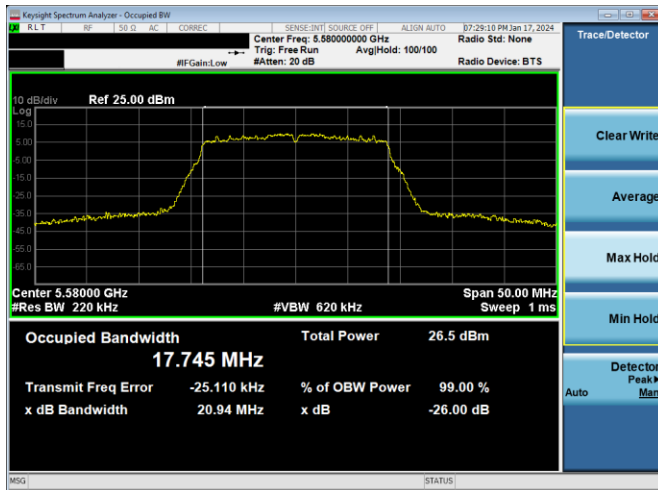 Keysight Spectrum Analyzer - Occupied BW
RLT RF 50 Ω AC CORREC SENSE:INT SOURCE OFF ALIGN AUTO 07:29:10 PM Jan 17, 2024
Center Freq: 5.580000000 GHz Radio Std: None
Trig: Free Run Avg|Hold: 100/100
#IFGain:Low #Atten: 20 dB Radio Device: BTS
Trace/Detector
10 dB/div Ref 25.00 dBm
Log
15.0
5.00
-5.00
-15.0
-25.0
-35.0
-45.0
-55.0
-65.0
Center 5.58000 GHz Span 50.00 MHz
#Res BW 220 kHz #VBW 620 kHz Sweep 1 ms
Occupied Bandwidth Total Power 26.5 dBm
17.745 MHz
Transmit Freq Error -25.110 kHz % of OBW Power 99.00 %
x dB Bandwidth 20.94 MHz x dB -26.00 dB
Clear Write
Average
Max Hold
Min Hold
Detector
Peak
Auto Man
MSG STATUS